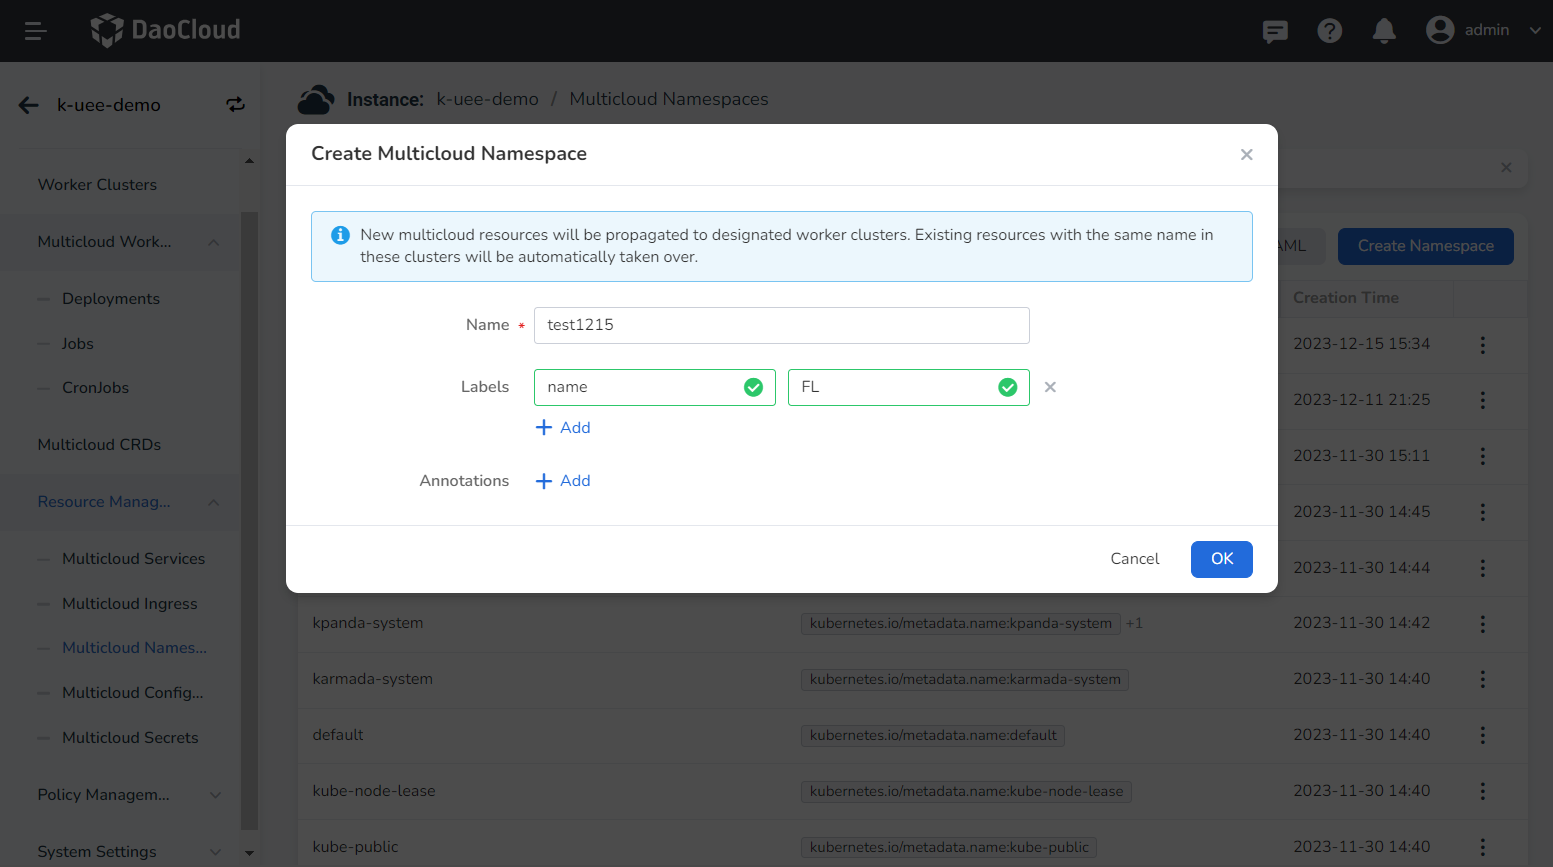 DaoCloud
admin
k-uee-demo
Instance: k-uee-demo / Multicloud Namespaces
Create Multicloud Namespace
New multicloud resources will be propagated to designated worker clusters. Existing resources with the same name in
these clusters will be automatically taken over.
Name *
test1215
Labels
name
FL
Add
Annotations
Add
Cancel
OK
Worker Clusters
Multicloud Work...
Deployments
Jobs
CronJobs
Multicloud CRDs
Resource Manag...
Multicloud Services
Multicloud Ingress
Multicloud Names...
Multicloud Config...
Multicloud Secrets
Policy Managem...
System Settings
AML
Create Namespace
Creation Time
2023-12-15 15:34
2023-12-11 21:25
2023-11-30 15:11
2023-11-30 14:45
2023-11-30 14:44
kpanda-system kubernetes.io/metadata.name:kpanda-system +1 2023-11-30 14:42
karmada-system kubernetes.io/metadata.name:karmada-system 2023-11-30 14:40
default kubernetes.io/metadata.name:default 2023-11-30 14:40
kube-node-lease kubernetes.io/metadata.name:kube-node-lease 2023-11-30 14:40
kube-public kubernetes.io/metadata.name:kube-public 2023-11-30 14:40